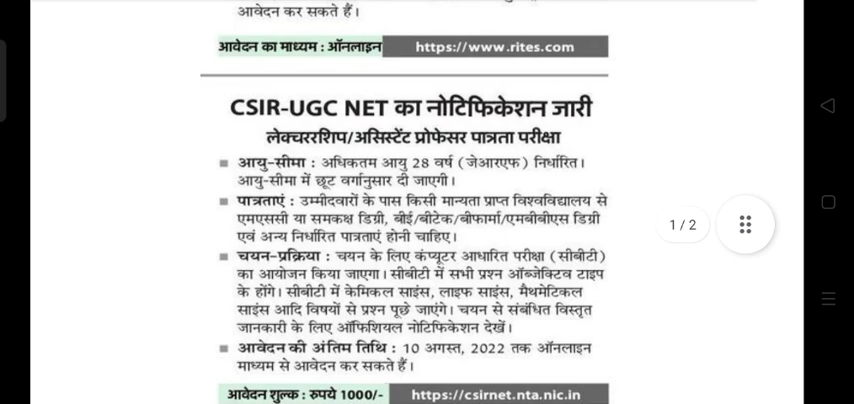 आवेदन कर सकते हैं।
आवेदन का माध्यम : ऑनलाइन https://www.rites.com
CSIR-UGC NET का नोटिफिकेशन जारी
लेक्चररशिप/असिस्टेंट प्रोफेसर पात्रता परीक्षा
■ आयु-सीमा : अधिकतम आयु 28 वर्ष (जेआरएफ) निर्धारित।
आयु-सीमा में छूट वर्गानुसार दी जाएगी।
■ पात्रताएं : उम्मीदवारों के पास किसी मान्यता प्राप्त विश्वविद्यालय से
एमएससी या समकक्ष डिग्री, बीई/बीटेक/बीफार्मा/एमबीबीएस डिग्री
एवं अन्य निर्धारित पात्रताएं होनी चाहिए।
■ चयन-प्रक्रिया : चयन के लिए कंप्यूटर आधारित परीक्षा (सीबीटी)
का आयोजन किया जाएगा। सीबीटी में सभी प्रश्न ऑब्जेक्टिव टाइप
के होंगे। सीबीटी में केमिकल साइंस, लाइफ साइंस, मैथमेटिकल
साइंस आदि विषयों से प्रश्न पूछे जाएंगे। चयन से संबंधित विस्तृत
जानकारी के लिए ऑफिशियल नोटिफिकेशन देखें।
■ आवेदन की अंतिम तिथि : 10 अगस्त, 2022 तक ऑनलाइन
माध्यम से आवेदन कर सकते हैं।
आवेदन शुल्क : रुपये 1000/- https://csirnet.nta.nic.in
1 / 2